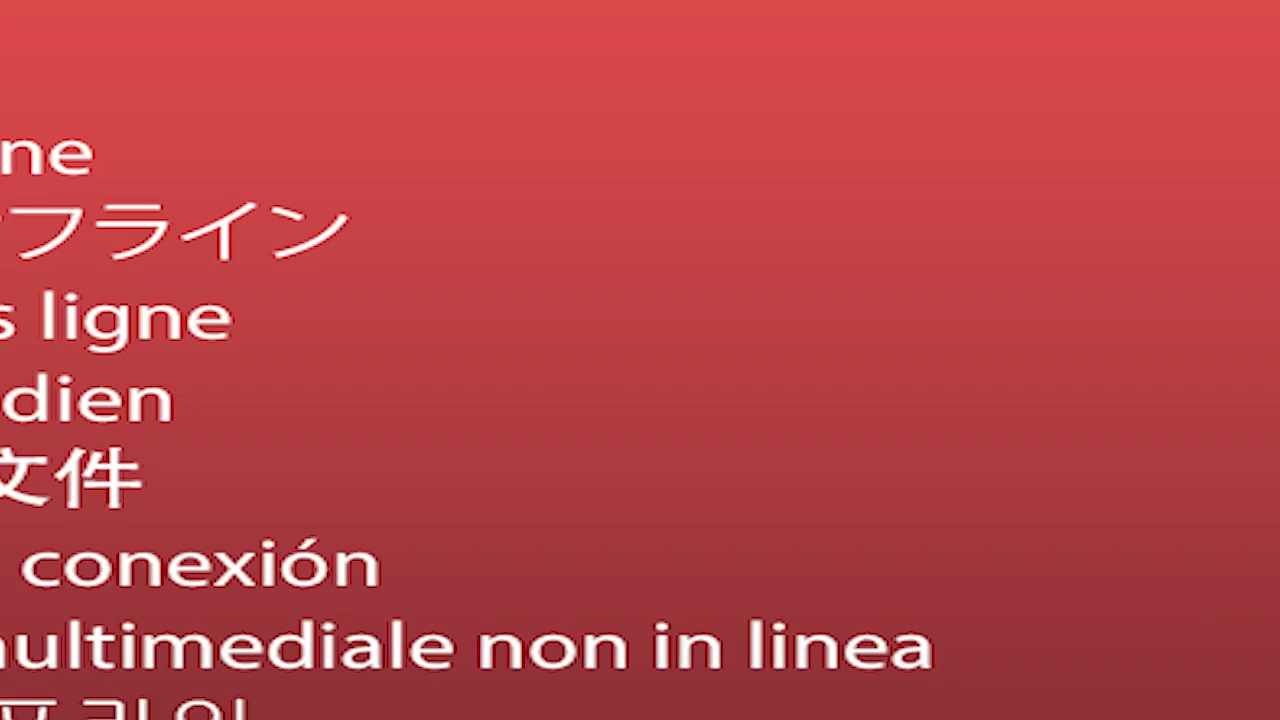 ne
フライン
s ligne
dien
文件
conexión
ultimediale non in linea